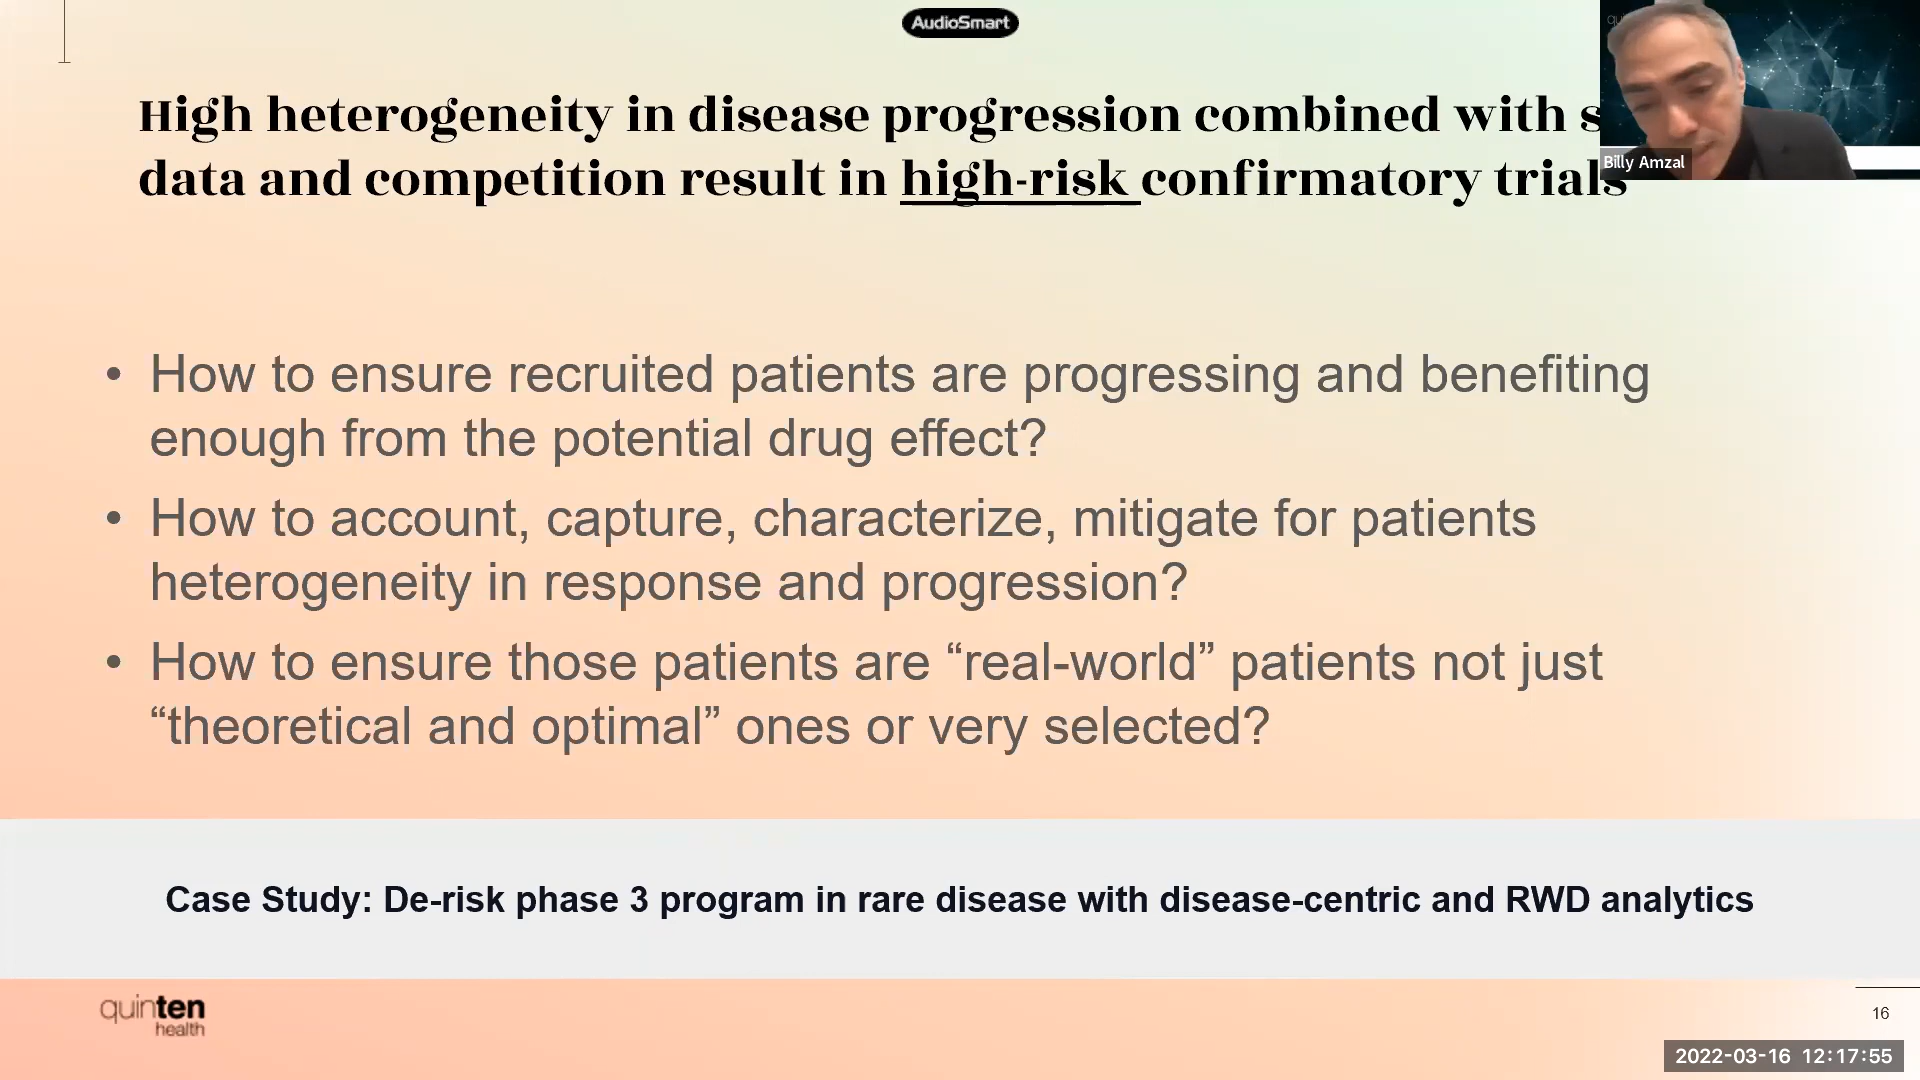 AudioSmart
High heterogeneity in disease progression combined with
data and competition result in high-risk confirmatory trials
Billy Amzal
• How to ensure recruited patients are progressing and benefiting
enough from the potential drug effect?
• How to account, capture, characterize, mitigate for patients
heterogeneity in response and progression?
• How to ensure those patients are “real-world” patients not just
“theoretical and optimal” ones or very selected?
Case Study: De-risk phase 3 program in rare disease with disease-centric and RWD analytics
quinten
health
16
2022-03-16 12:17:55